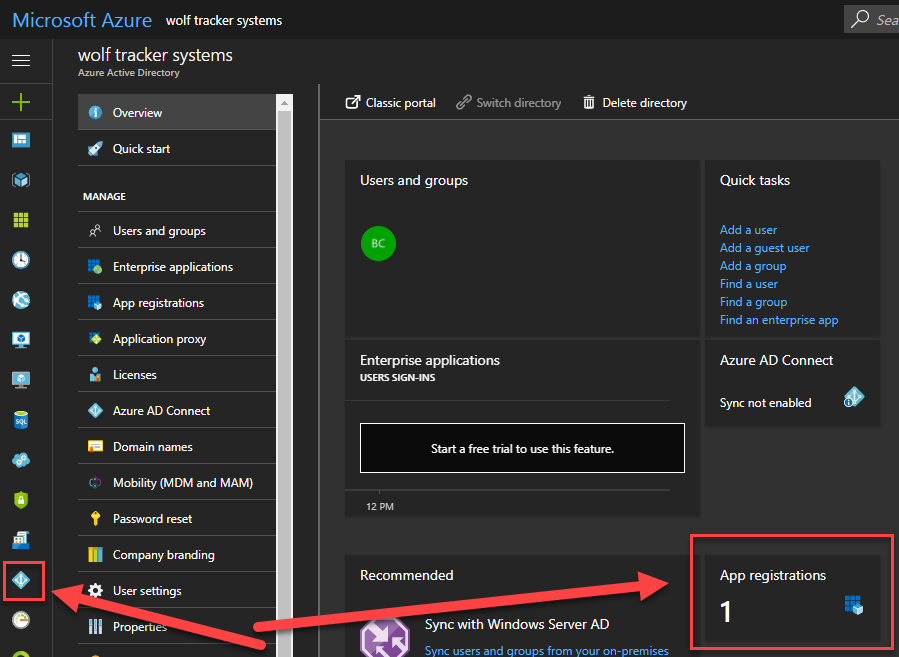 Microsoft Azure wolf tracker systems
Sea
wolf tracker systems
Azure Active Directory
Overview
Quick start
MANAGE
Users and groups
Enterprise applications
App registrations
Application proxy
Licenses
Azure AD Connect
Domain names
Mobility (MDM and MAM)
Password reset
Company branding
User settings
Properties
Classic portal
Switch directory
Delete directory
Users and groups
BC
Quick tasks
Add a user
Add a guest user
Add a group
Find a user
Find a group
Find an enterprise app
Enterprise applications
USERS SIGN-INS
Start a free trial to use this feature.
12 PM
Azure AD Connect
Sync not enabled
Recommended
Sync with Windows Server AD
Sync users and groups from your on-premises
App registrations
1
SQL